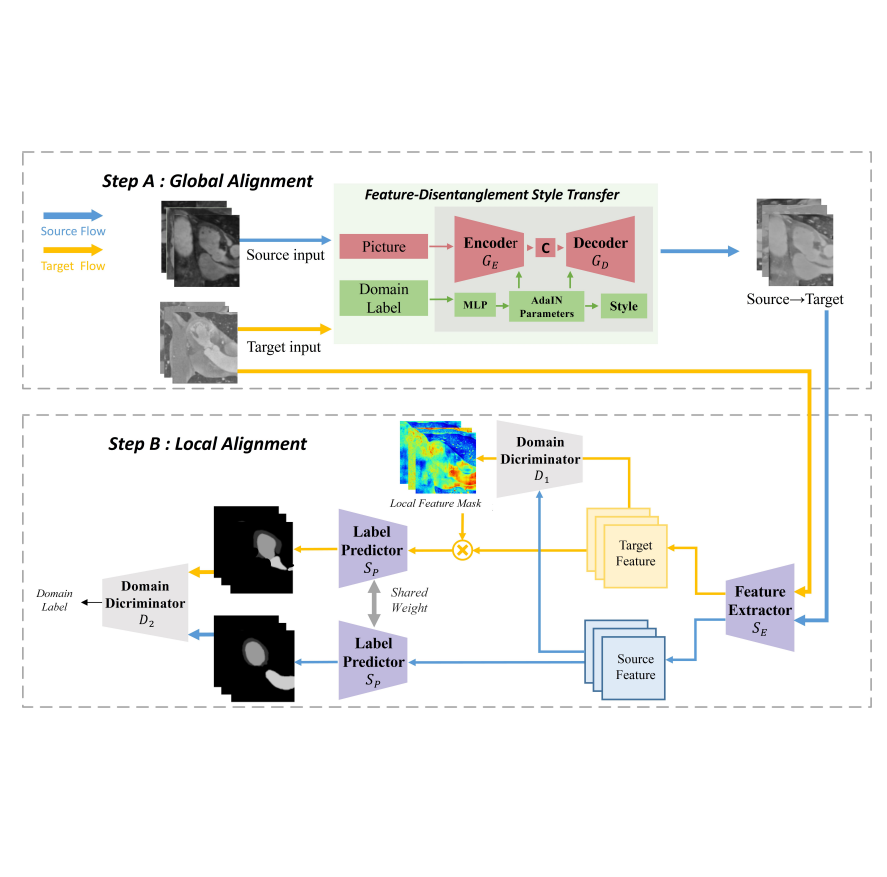 Step A : Global Alignment
Source Flow
Target Flow
Source input
Target input
Feature-Disentanglement Style Transfer
Picture
Domain
Label
Encoder
G_E
C
Decoder
G_D
MLP
AdaIN
Parameters
Style
Source→Target
Step B : Local Alignment
Local Feature Mask
Domain
Dicriminator
D₁
Target
Feature
Feature
Extractor
S_E
Source
Feature
Label
Predictor
S_P
Shared
Weight
Label
Predictor
S_P
Domain
Dicriminator
D₂
Domain
Label